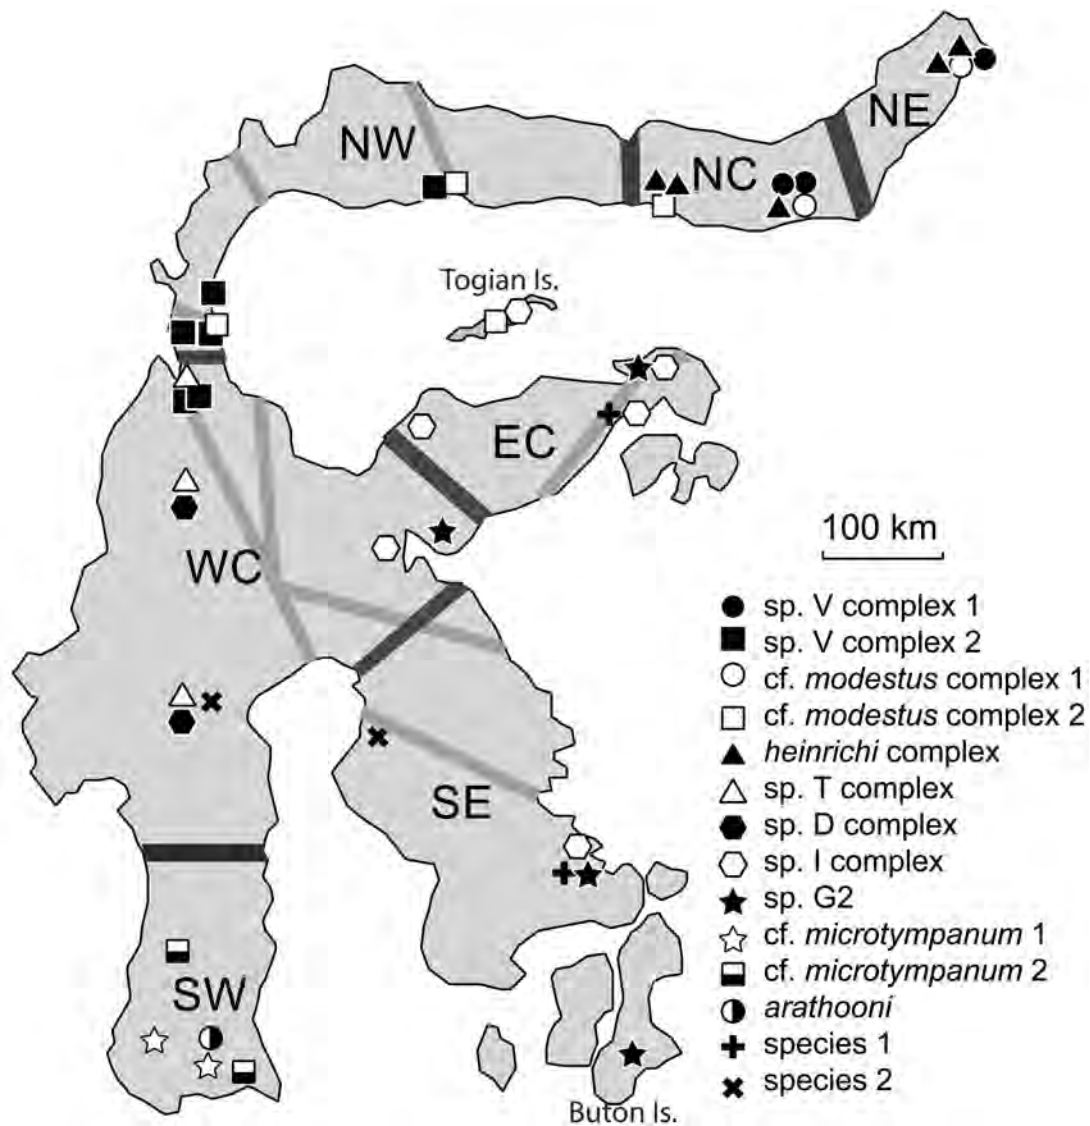 NE
NW
NC
Togian Is.
EC
100 km
WC
sp. V complex 1
sp. V complex 2
cf. modestus complex 1
cf. modestus complex 2
heinrichi complex
sp. T complex
sp. D complex
sp. I complex
sp. G2
cf. microtympanum 1
cf. microtympanum 2
arathooni
species 1
species 2
SE
SW
Buton Is.